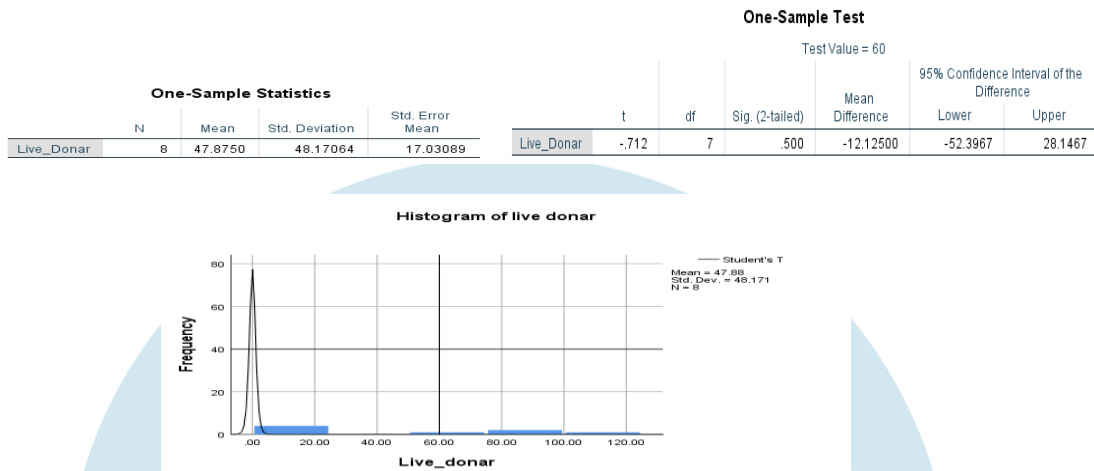 One-Sample Statistics
N Mean Std. Deviation Std. Error Mean
Live_Donar 8 47.8750 48.17064 17.03089
One-Sample Test
Test Value = 60
t df Sig. (2-tailed) Mean Difference 95% Confidence Interval of the Difference
Lower Upper
Live_Donar -.712 7 .500 -12.12500 -52.3967 28.1467
Histogram of live donar
Student's T
Mean = 47.88
Std. Dev. = 48.171
N = 8
Frequency
80
60
40
20
0
.00 20.00 40.00 60.00 80.00 100.00 120.00
Live_donar